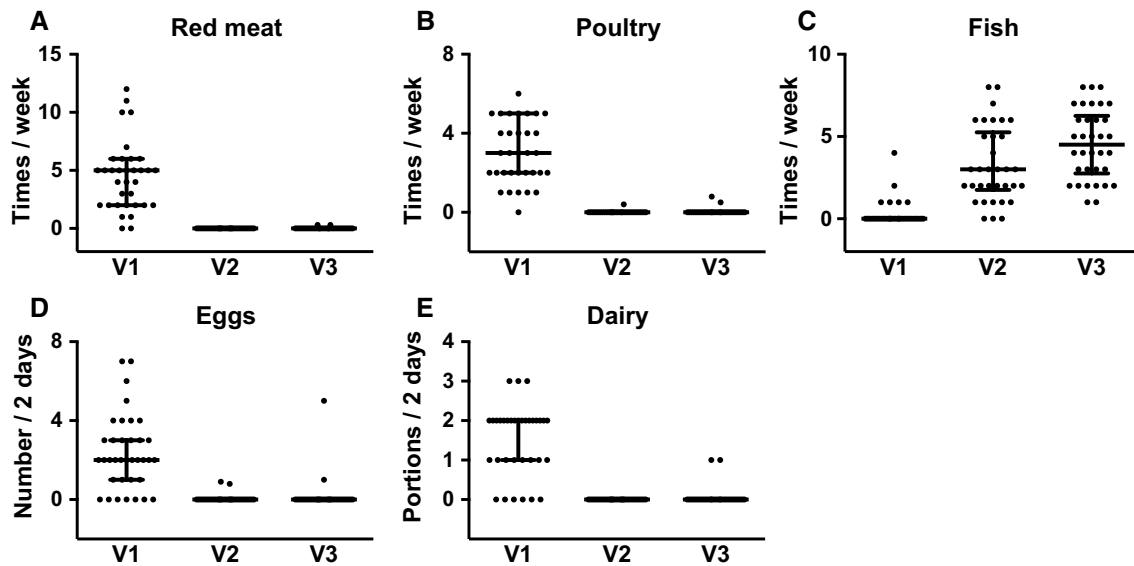 A Red meat
Times / week
15
10
5
0
V1 V2 V3
B Poultry
Times / week
8
4
0
V1 V2 V3
C Fish
Times / week
10
5
0
V1 V2 V3
D Eggs
Number / 2 days
8
4
2
0
V1 V2 V3
E Dairy
Portions / 2 days
4
3
2
1
0
V1 V2 V3